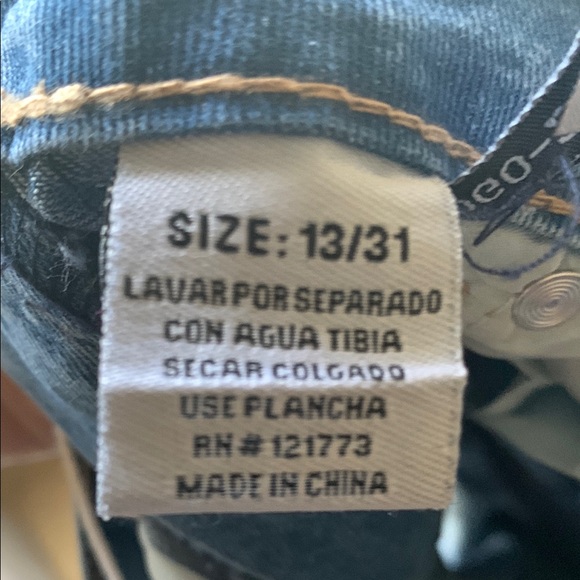 SIZE: 13/31
LAVAR POR SEPARADO
CON AGUA TIBIA
SECAR COLGADO
USE PLANCHA
RN # 121773
MADE IN CHINA